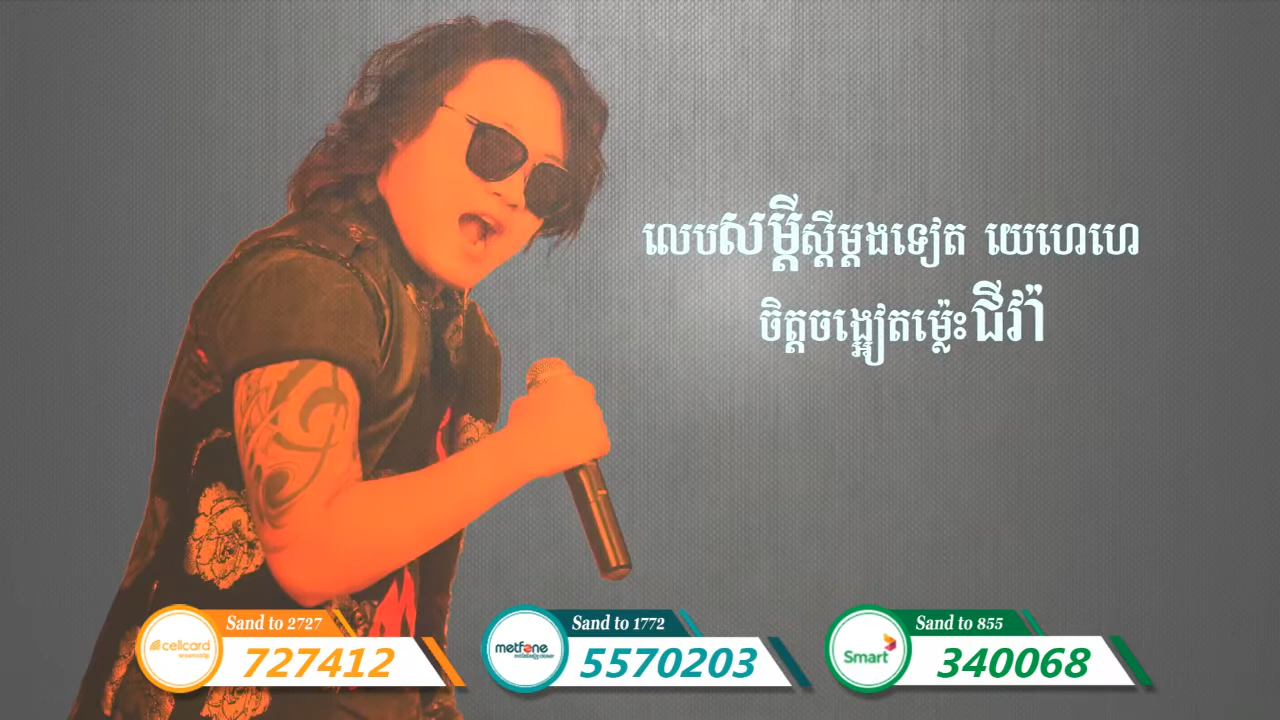 លេបសម្ដីស្ដីម្ដងទៀត យេហេហេ
ចិត្តចង្អៀតម្ល៉េះជីវ៉ា
Sand to 2727
cellcard
727412
Sand to 1772
metfone
5570203
Sand to 855
Smart
340068